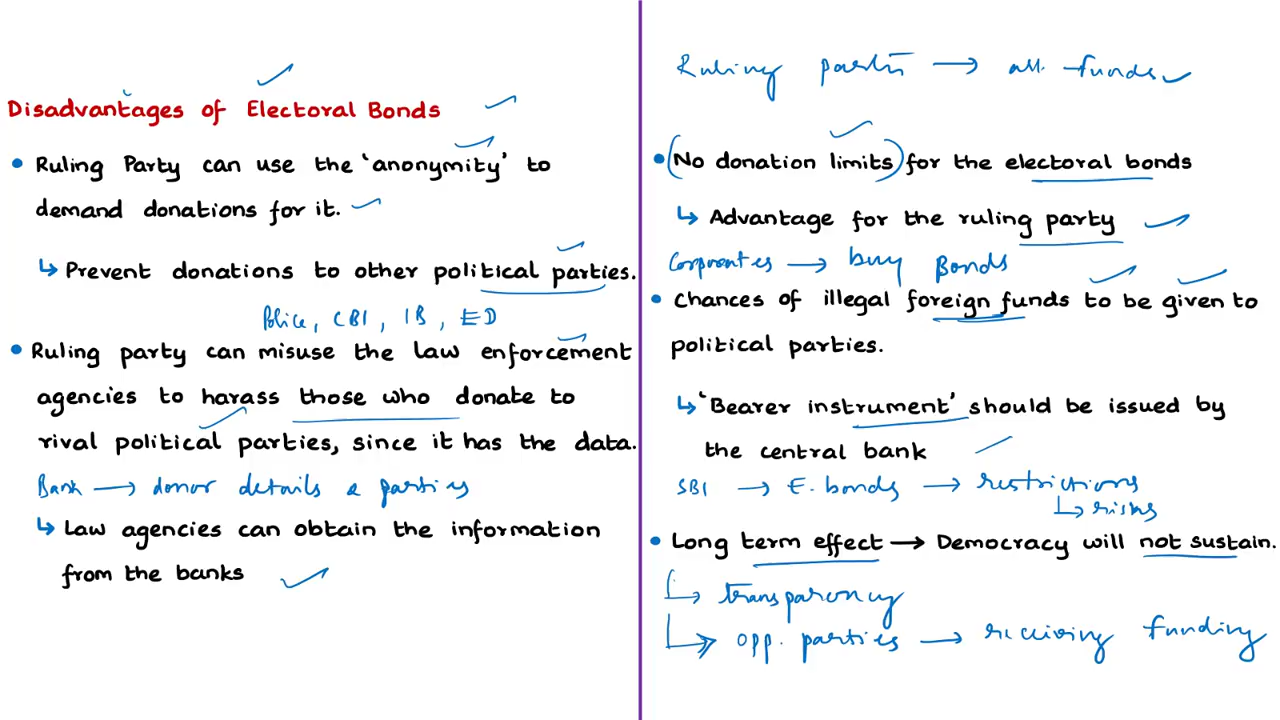 Disadvantages of Electoral Bonds
• Ruling Party can use the 'anonymity' to
demand donations for it.
↳ Prevent donations to other political parties.
Police, CBI, IB, ED
• Ruling party can misuse the law enforcement
agencies to harass those who donate to
rival political parties, since it has the data.
Bank → donor details & parties
↳ Law agencies can obtain the information
from the banks
Ruling party → all funds
• (No donation limits) for the electoral bonds
↳ Advantage for the ruling party
Corporates → buy Bonds
• Chances of illegal foreign funds to be given to
political parties.
↳ 'Bearer instrument' should be issued by
the central bank
SBI → E. bonds → restrictions
↳ risks
• Long term effect → Democracy will not sustain.
↳ transparency
↳ opp. parties → receiving funding